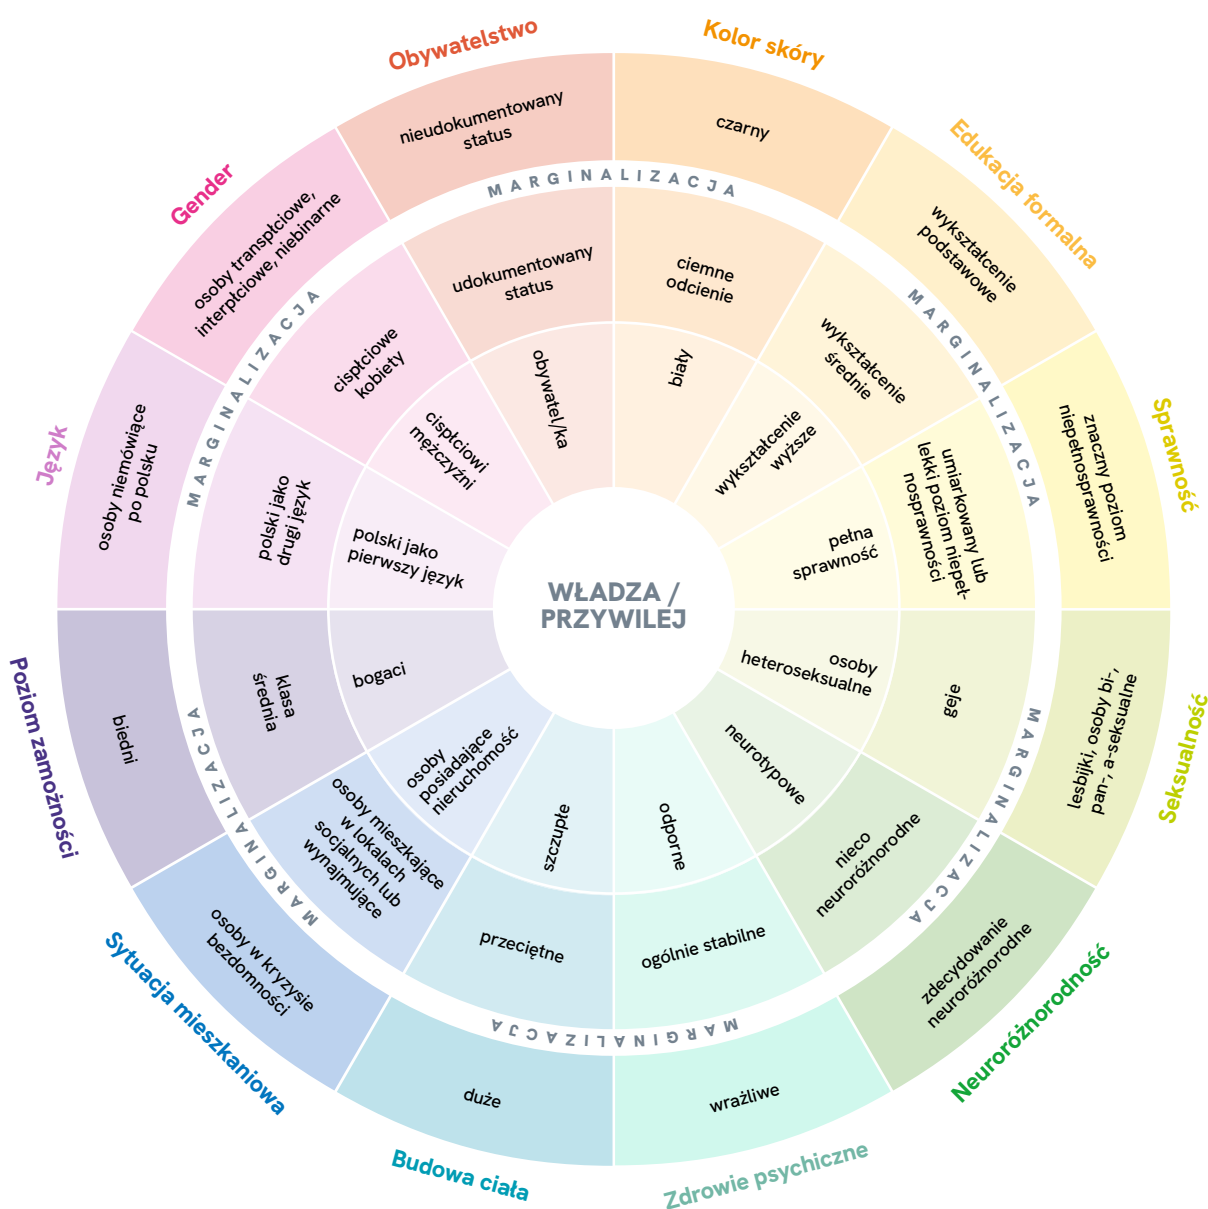 Obywatelstwo
nieudokumentowany
status
udokumentowany
status
obywatel/ka
Kolor skóry
czarny
ciemne
odcienie
biały
Edukacja formalna
wykształcenie
podstawowe
wykształcenie
średnie
wykształcenie
wyższe
Sprawność
znaczny poziom
niepełnosprawności
umiarkowany lub
lekki poziom niepeł-
nosprawności
pełna
sprawność
Seksualność
lesbijki, osoby bi-,
pan-, a-seksualne
geje
osoby
heteroseksualne
Neuroróżnorodność
zdecydowanie
neuroróżnorodne
nieco
neuroróżnorodne
neurotypowe
Zdrowie psychiczne
wrażliwe
ogólnie stabilne
odporne
Budowa ciała
duże
przeciętne
szczupłe
Sytuacja mieszkaniowa
osoby w kryzysie
bezdomności
osoby mieszkające
w lokalach
socjalnych lub
wynajmujące
osoby
posiadające
nieruchomość
Poziom zamożności
biedni
klasa
średnia
bogaci
Język
osoby niemówiące
po polsku
polski jako
drugi język
polski jako
pierwszy język
Gender
osoby transpłciowe,
interpłciowe, niebinarne
cispłciowe
kobiety
cispłciowi
mężczyźni
MARGINALIZACJA
MARGINALIZACJA
MARGINALIZACJA
MARGINALIZACJA
MARGINALIZACJA
MARGINALIZACJA
WŁADZA /
PRZYWILEJ